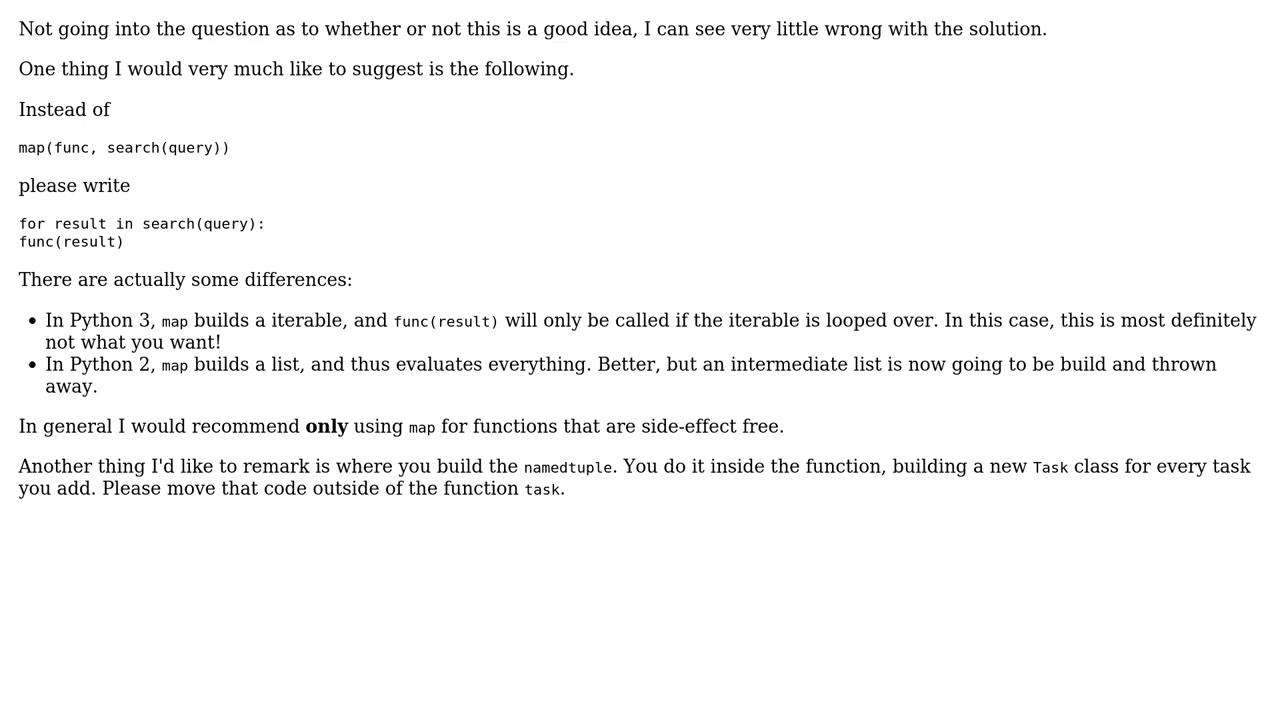 Not going into the question as to whether or not this is a good idea, I can see very little wrong with the solution.
One thing I would very much like to suggest is the following.
Instead of
map(func, search(query))
please write
for result in search(query):
func(result)
There are actually some differences:
• In Python 3, map builds a iterable, and func(result) will only be called if the iterable is looped over. In this case, this is most definitely
not what you want!
• In Python 2, map builds a list, and thus evaluates everything. Better, but an intermediate list is now going to be build and thrown
away.
In general I would recommend only using map for functions that are side-effect free.
Another thing I'd like to remark is where you build the namedtuple. You do it inside the function, building a new Task class for every task
you add. Please move that code outside of the function task.